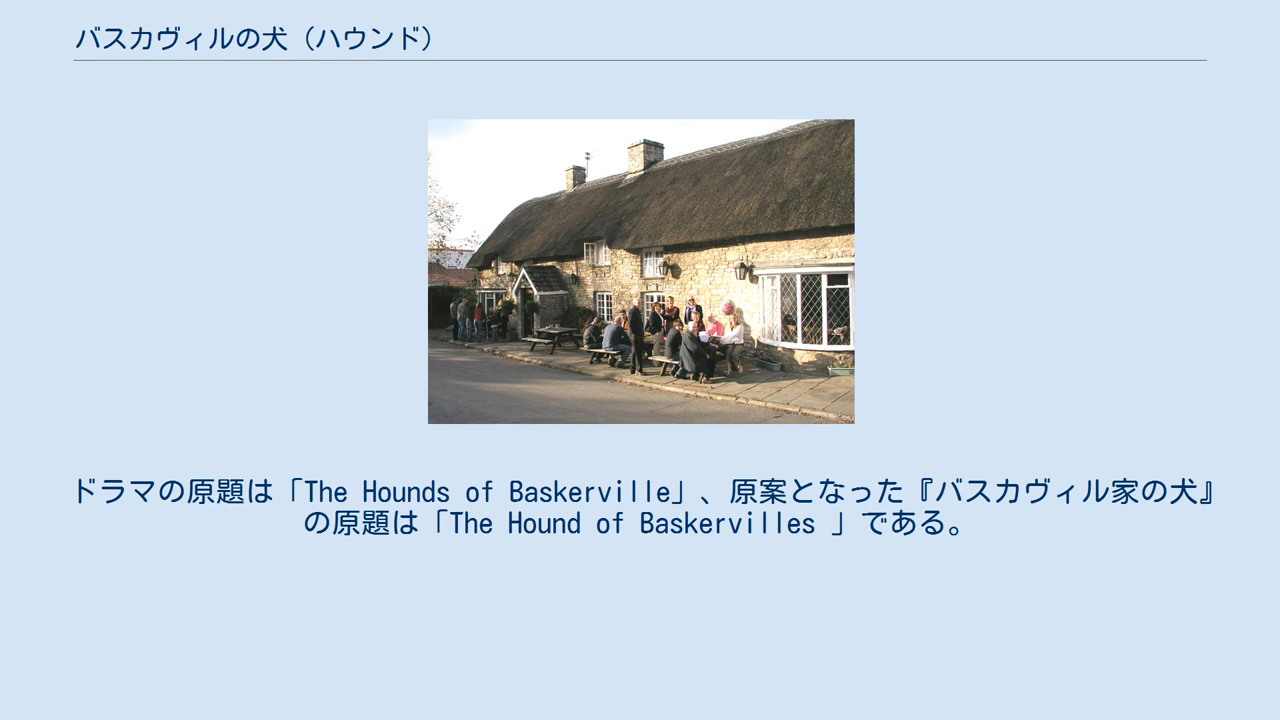 バスカヴィルの犬（ハウンド）
ドラマの原題は「The Hounds of Baskerville」、原案となった『バスカヴィル家の犬』
の原題は「The Hound of Baskervilles 」である。